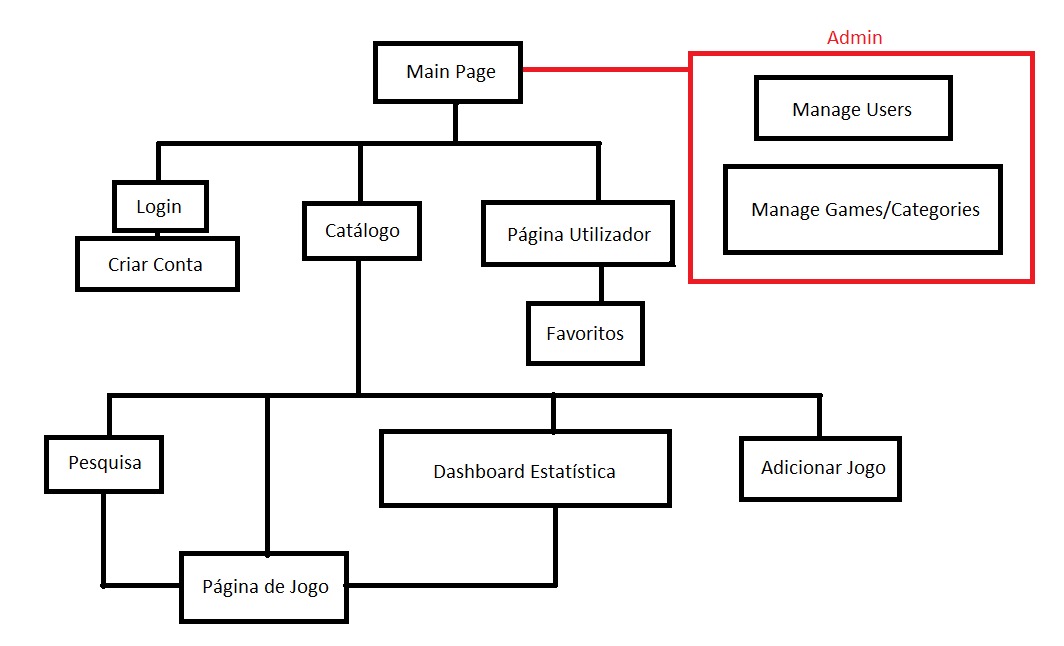 Admin
Main Page
Manage Users
Login
Catálogo
Página Utilizador
Manage Games/Categories
Criar Conta
Favoritos
Pesquisa
Dashboard Estatística
Adicionar Jogo
Página de Jogo